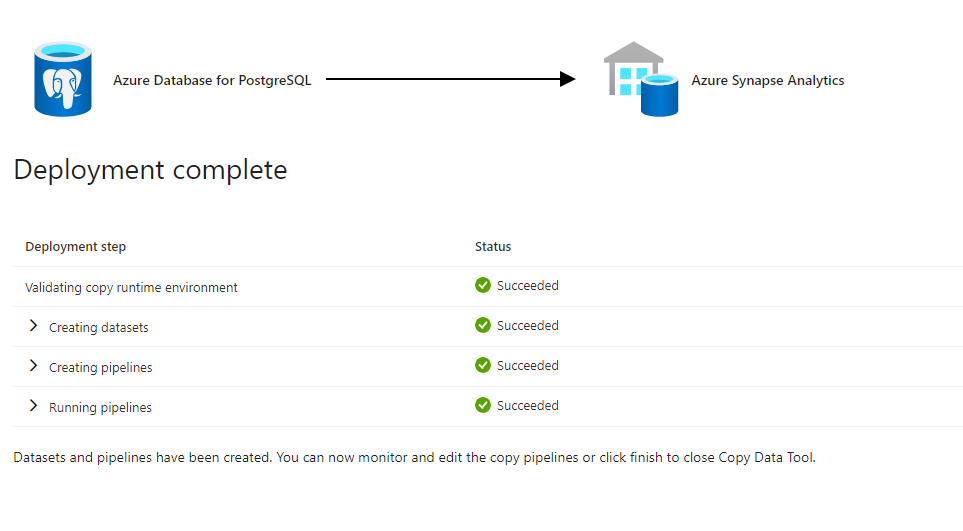 Azure Database for PostgreSQL
Azure Synapse Analytics
Deployment complete
Deployment step Status
Validating copy runtime environment Succeeded
Creating datasets Succeeded
Creating pipelines Succeeded
Running pipelines Succeeded
Datasets and pipelines have been created. You can now monitor and edit the copy pipelines or click finish to close Copy Data Tool.